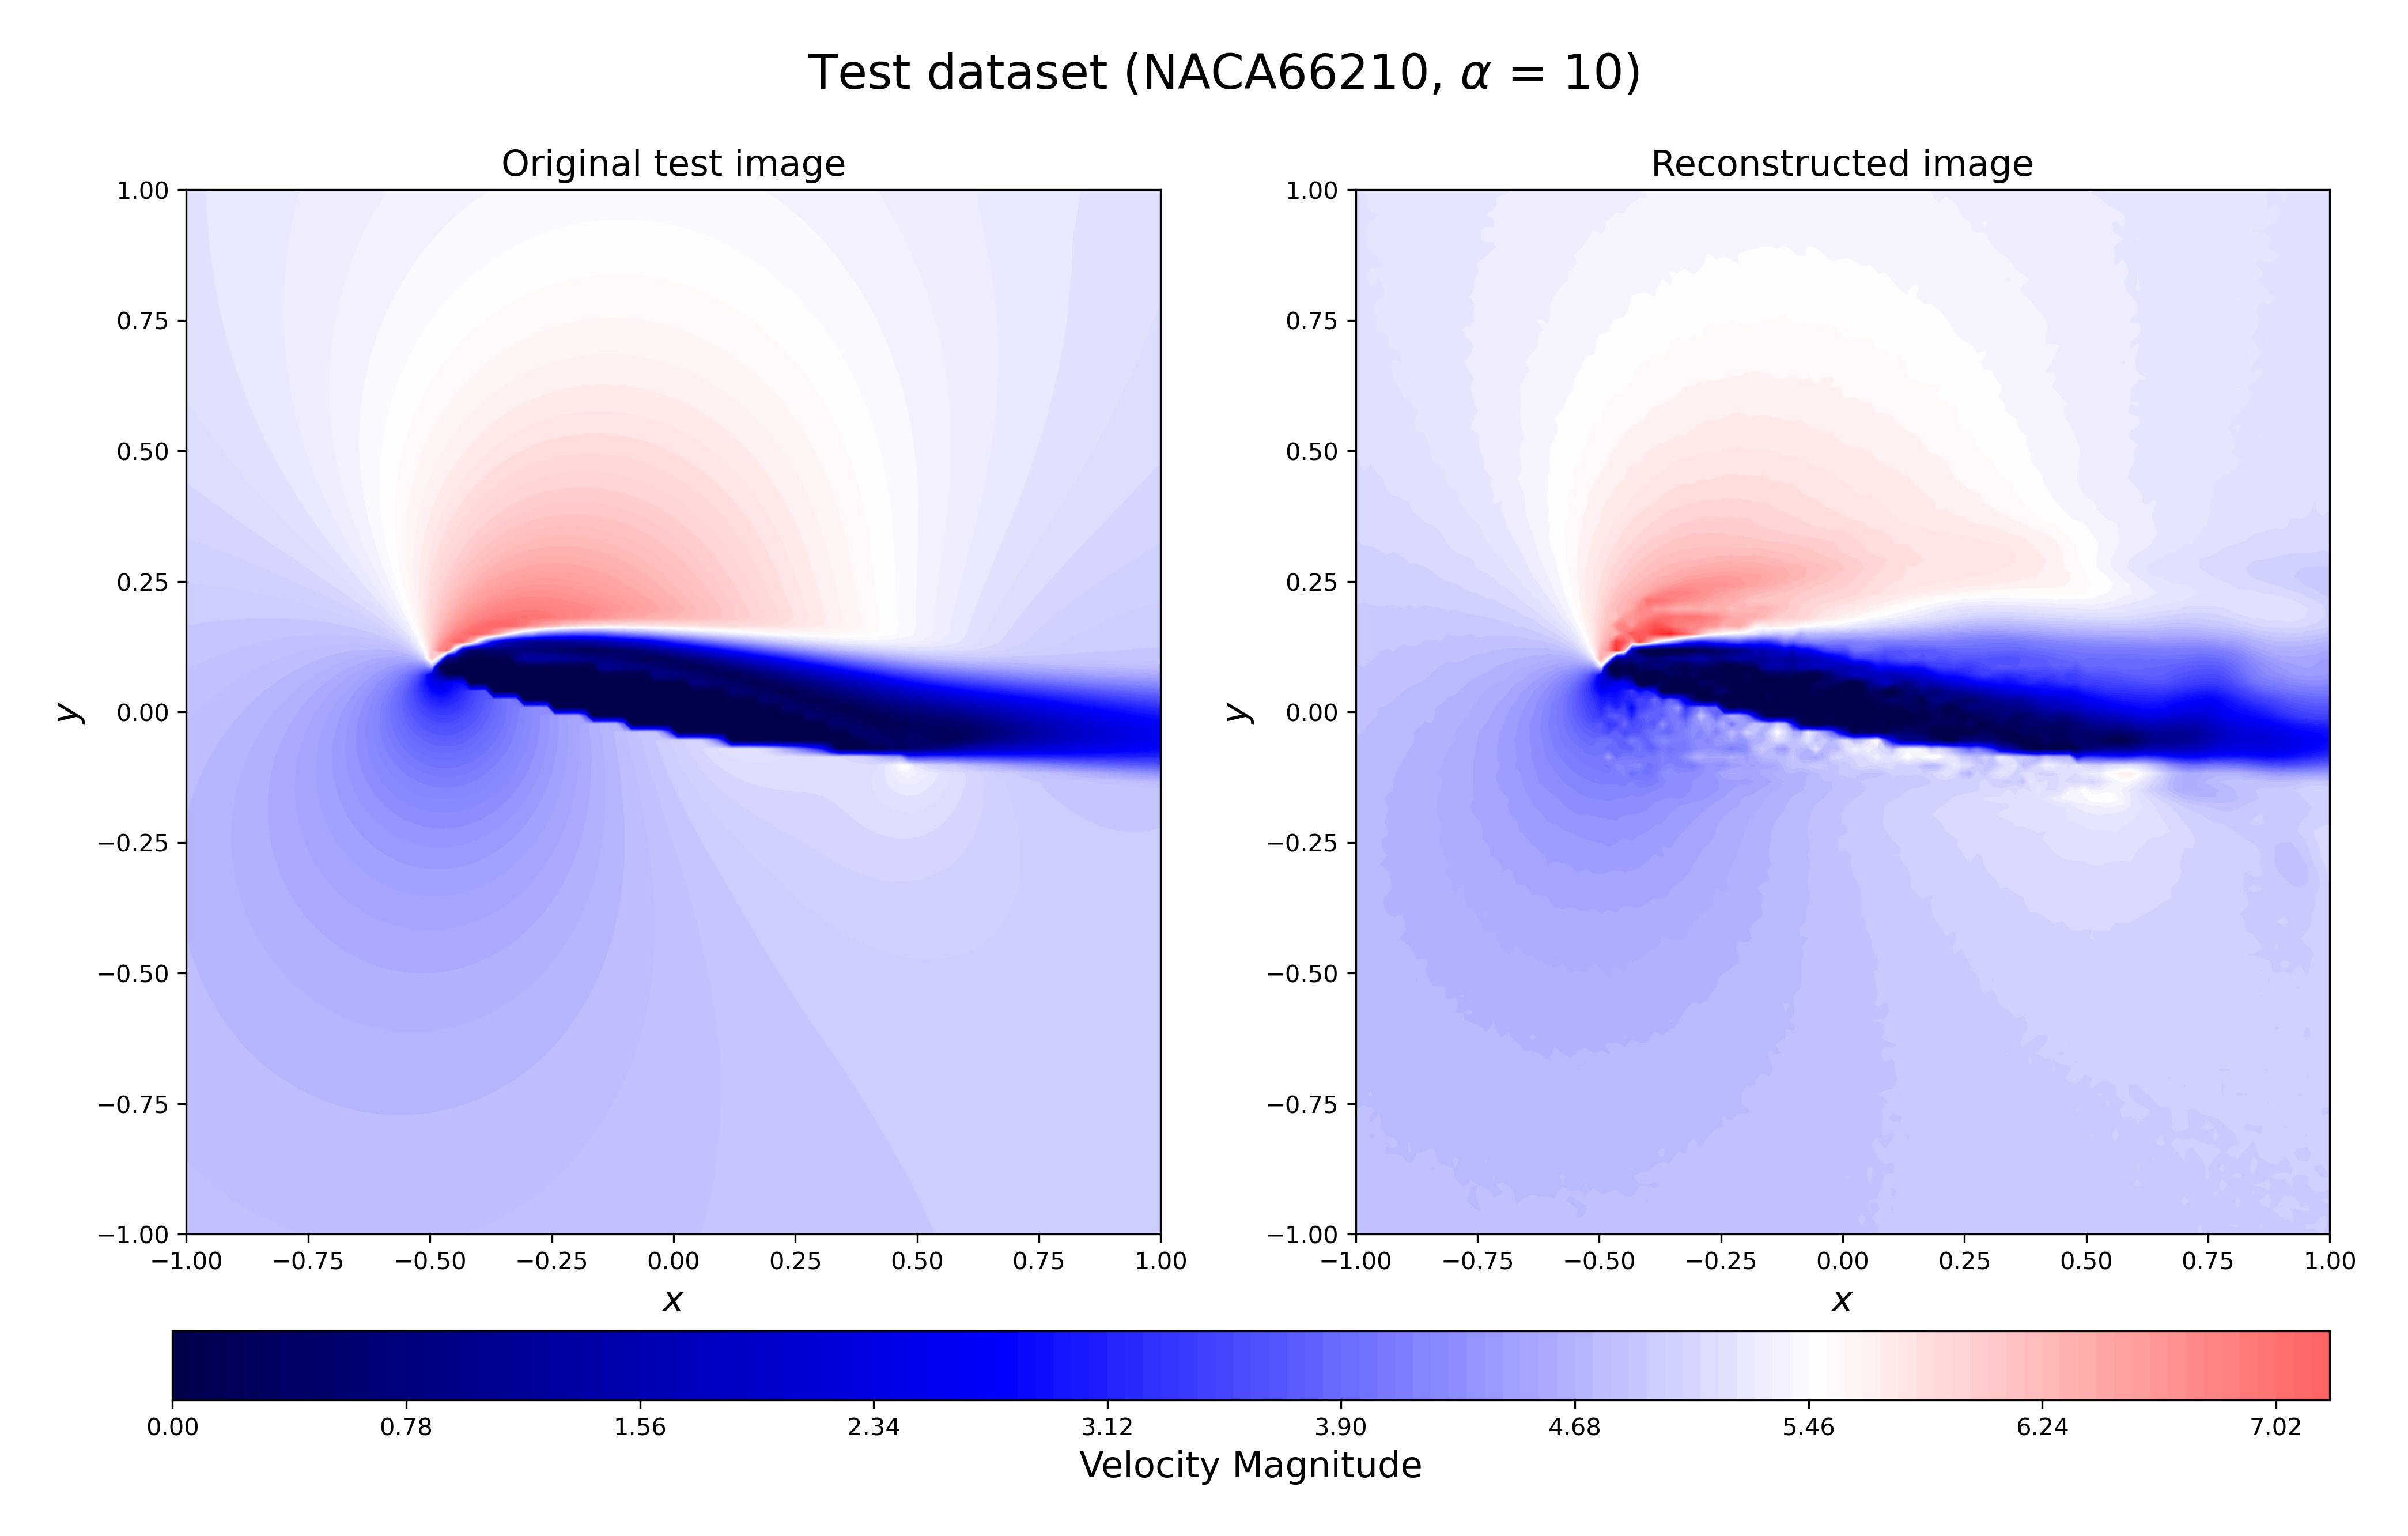 Test dataset (NACA66210, α = 10)
Original test image
Reconstructed image
1.00
0.75
0.50
0.25
0.00
−0.25
−0.50
−0.75
−1.00
y
−1.00 −0.75 −0.50 −0.25 0.00 0.25 0.50 0.75 1.00
x
1.00
0.75
0.50
0.25
0.00
−0.25
−0.50
−0.75
−1.00
y
−1.00 −0.75 −0.50 −0.25 0.00 0.25 0.50 0.75 1.00
x
0.00 0.78 1.56 2.34 3.12 3.90 4.68 5.46 6.24 7.02
Velocity Magnitude